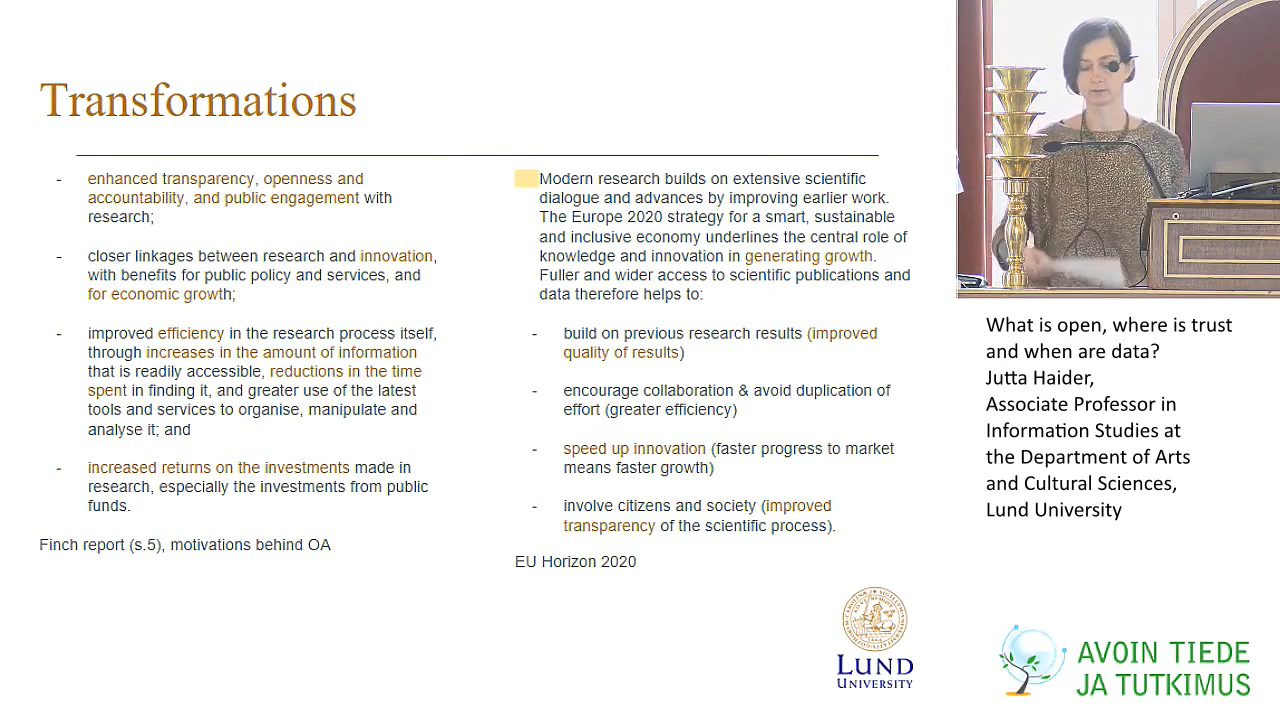 Transformations
- enhanced transparency, openness and
accountability, and public engagement with
research;
- closer linkages between research and innovation,
with benefits for public policy and services, and
for economic growth;
- improved efficiency in the research process itself,
through increases in the amount of information
that is readily accessible, reductions in the time
spent in finding it, and greater use of the latest
tools and services to organise, manipulate and
analyse it; and
- increased returns on the investments made in
research, especially the investments from public
funds.
Finch report (s.5), motivations behind OA
Modern research builds on extensive scientific
dialogue and advances by improving earlier work.
The Europe 2020 strategy for a smart, sustainable
and inclusive economy underlines the central role of
knowledge and innovation in generating growth.
Fuller and wider access to scientific publications and
data therefore helps to:
- build on previous research results (improved
quality of results)
- encourage collaboration & avoid duplication of
effort (greater efficiency)
- speed up innovation (faster progress to market
means faster growth)
- involve citizens and society (improved
transparency of the scientific process).
EU Horizon 2020
LUND
UNIVERSITY
What is open, where is trust
and when are data?
Jutta Haider,
Associate Professor in
Information Studies at
the Department of Arts
and Cultural Sciences,
Lund University
AVOIN TIEDE
JA TUTKIMUS